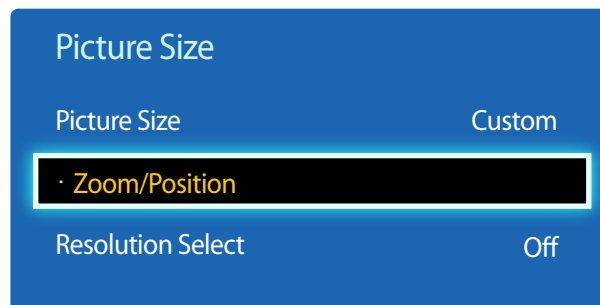 Picture Size
Picture Size Custom
· Zoom/Position
Resolution Select Off